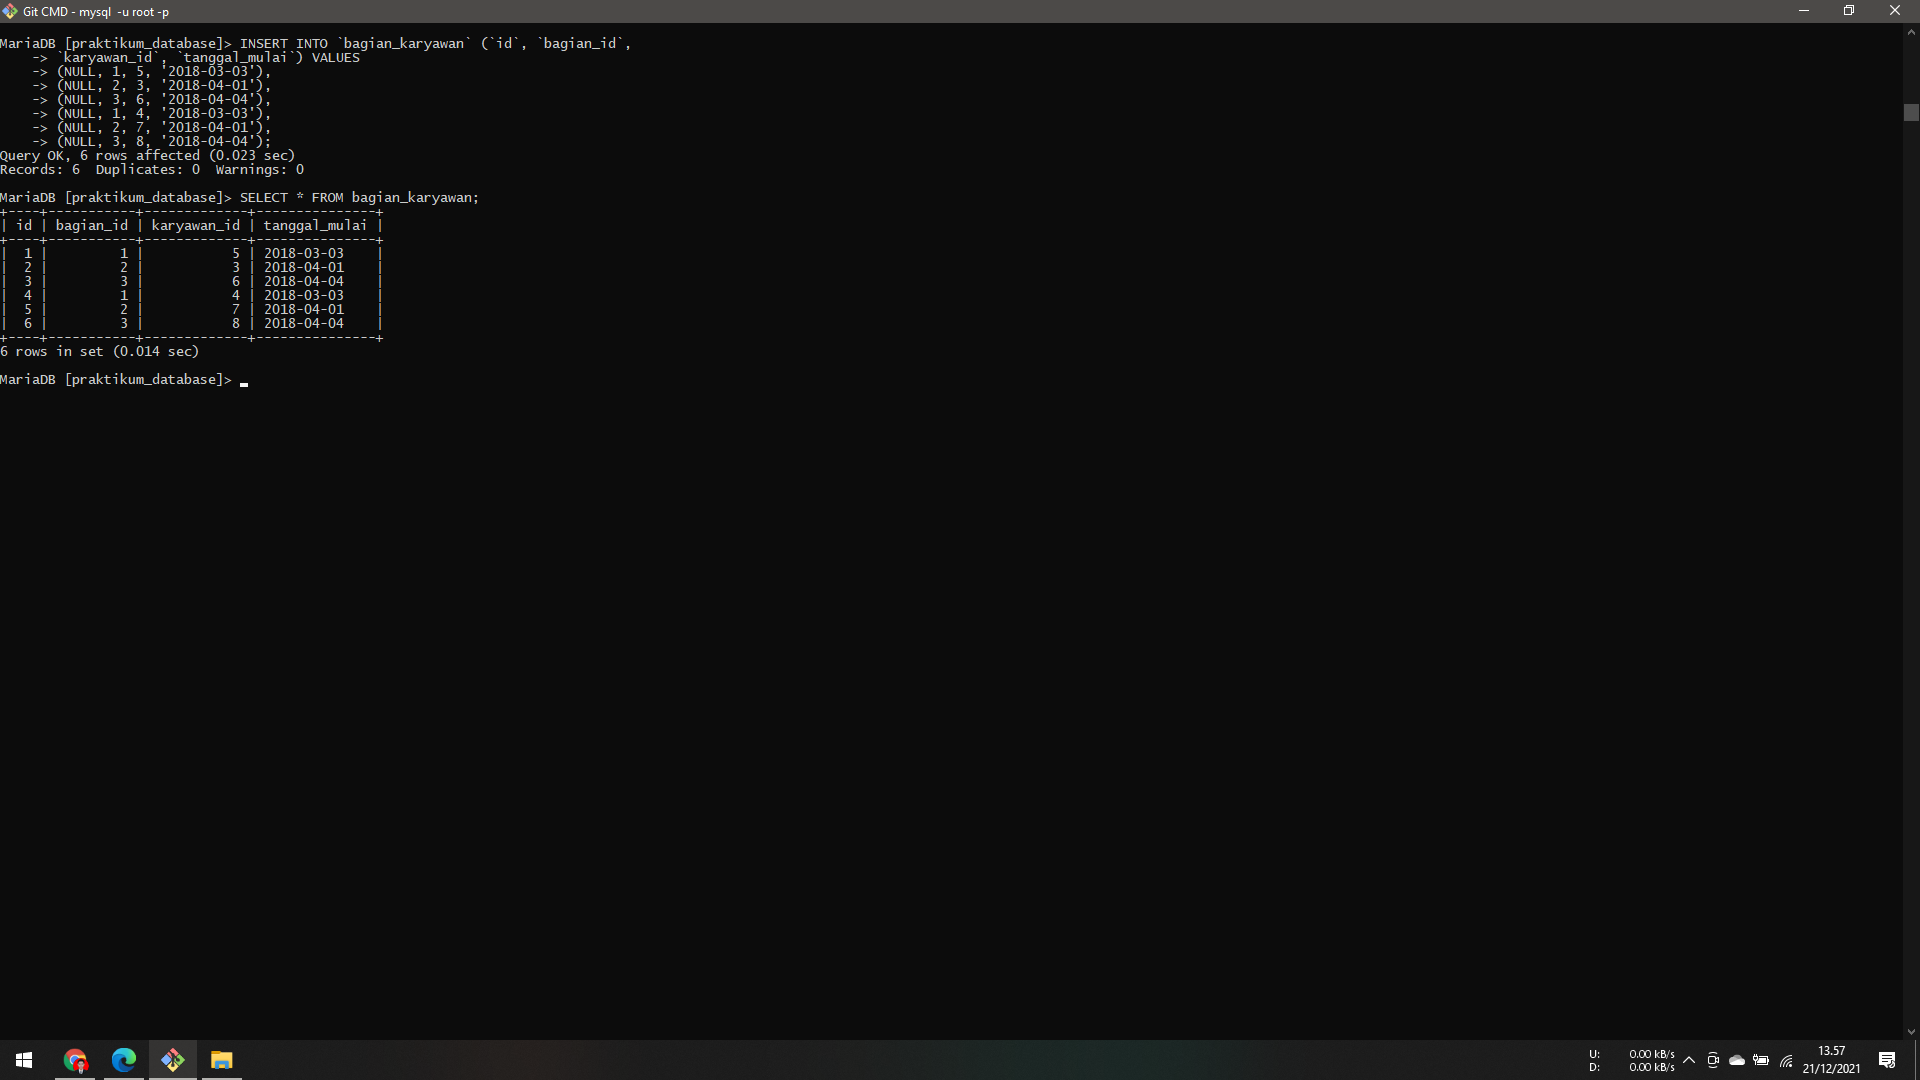 Git CMD - mysql  -u root -p
MariaDB [praktikum_database]> INSERT INTO `bagian_karyawan` (`id`, `bagian_id`,
    -> `karyawan_id`, `tanggal_mulai`) VALUES
    -> (NULL, 1, 5, '2018-03-03'),
    -> (NULL, 2, 3, '2018-04-01'),
    -> (NULL, 3, 6, '2018-04-04'),
    -> (NULL, 1, 4, '2018-03-03'),
    -> (NULL, 2, 7, '2018-04-01'),
    -> (NULL, 3, 8, '2018-04-04');
Query OK, 6 rows affected (0.023 sec)
Records: 6  Duplicates: 0  Warnings: 0
MariaDB [praktikum_database]> SELECT * FROM bagian_karyawan;
+----+-----------+-------------+---------------+
| id | bagian_id | karyawan_id | tanggal_mulai |
+----+-----------+-------------+---------------+
|  1 |         1 |           5 | 2018-03-03    |
|  2 |         2 |           3 | 2018-04-01    |
|  3 |         3 |           6 | 2018-04-04    |
|  4 |         1 |           4 | 2018-03-03    |
|  5 |         2 |           7 | 2018-04-01    |
|  6 |         3 |           8 | 2018-04-04    |
+----+-----------+-------------+---------------+
6 rows in set (0.014 sec)
MariaDB [praktikum_database]> _
U: 0.00 kB/s
D: 0.00 kB/s
13.57
21/12/2021